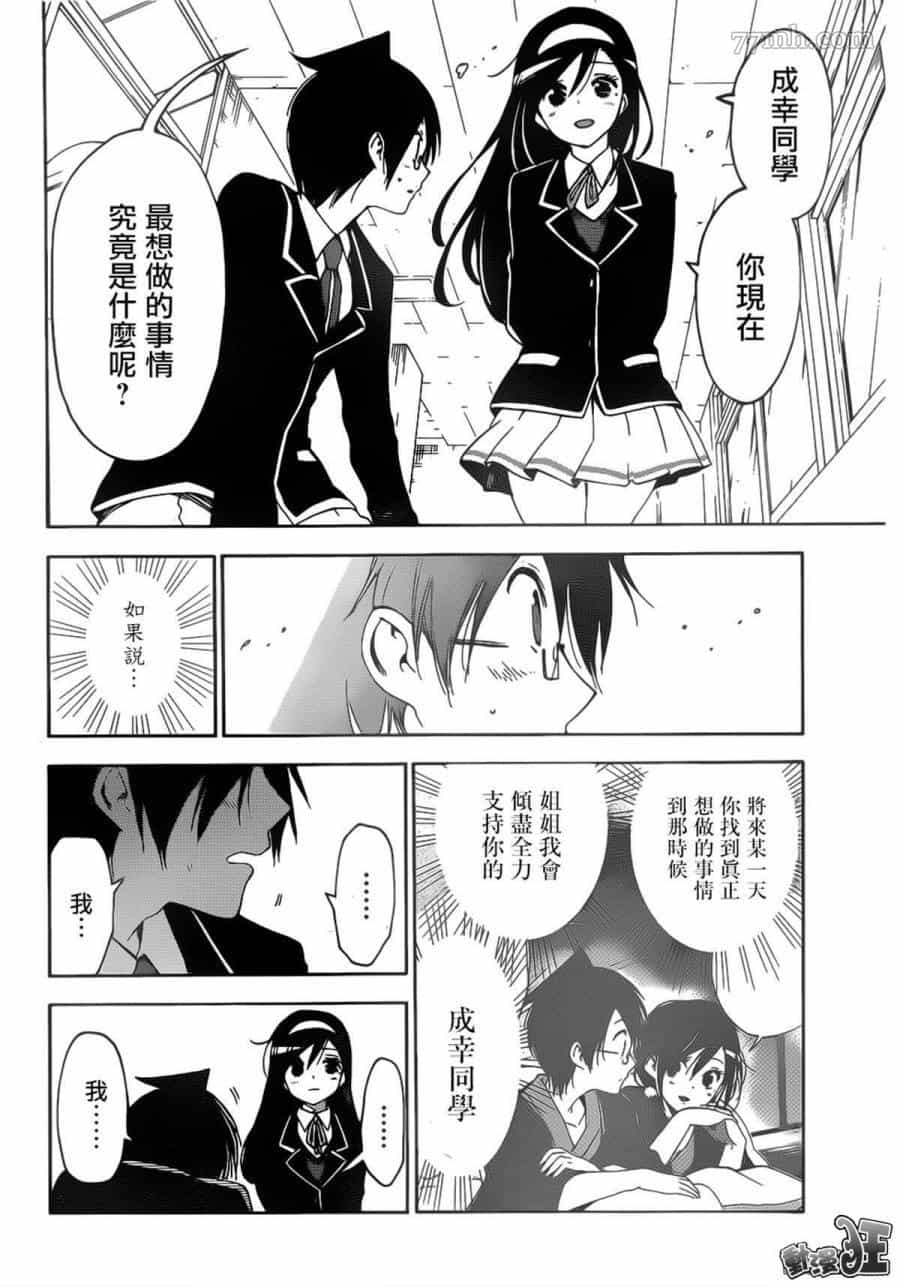 77mh.com
成幸同學
你現在
最想做的事情
究竟是什麼呢？
如果說…
將來某一天
你找到真正
想做的事情
到那時候
姐姐我會
傾盡全力
支持你的
成幸同學
……
我…
……
我……
動漫狂